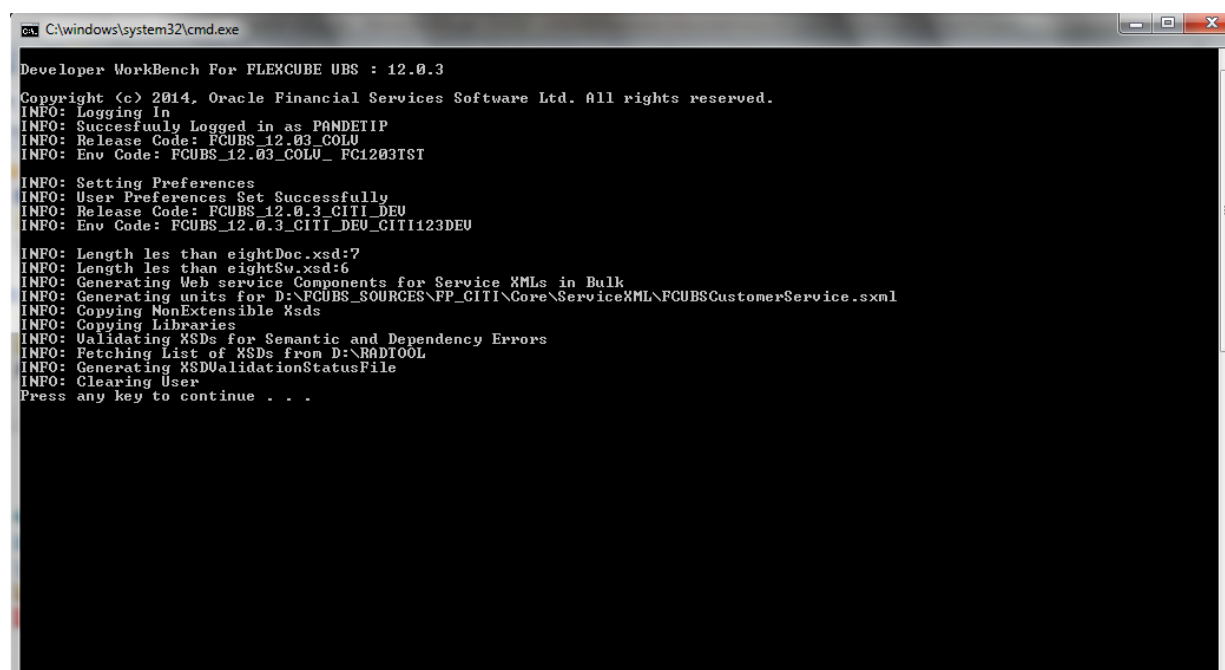 C:\windows\system32\cmd.exe
Developer WorkBench For FLEXCUBE UBS : 12.0.3
Copyright (c) 2014, Oracle Financial Services Software Ltd. All rights reserved.
INFO: Logging In
INFO: Succesfuuly Logged in as PANDETIP
INFO: Release Code: FCUBS_12.03_COLV
INFO: Env Code: FCUBS_12.03_COLV_ FC1203TST
INFO: Setting Preferences
INFO: User Preferences Set Successfully
INFO: Release Code: FCUBS_12.0.3_CITI_DEV
INFO: Env Code: FCUBS_12.0.3_CITI_DEV_CITI123DEV
INFO: Length les than eightDoc.xsd:7
INFO: Length les than eightSw.xsd:6
INFO: Generating Web service Components for Service XMLs in Bulk
INFO: Generating units for D:\FCUBS_SOURCES\FP_CITI\Core\ServiceXML\FCUBSCustomerService.sxml
INFO: Copying NonExtensible Xsds
INFO: Copying Libraries
INFO: Validating XSDs for Semantic and Dependency Errors
INFO: Fetching List of XSDs from D:\RADTOOL
INFO: Generating XSDValidationStatusFile
INFO: Clearing User
Press any key to continue . . .